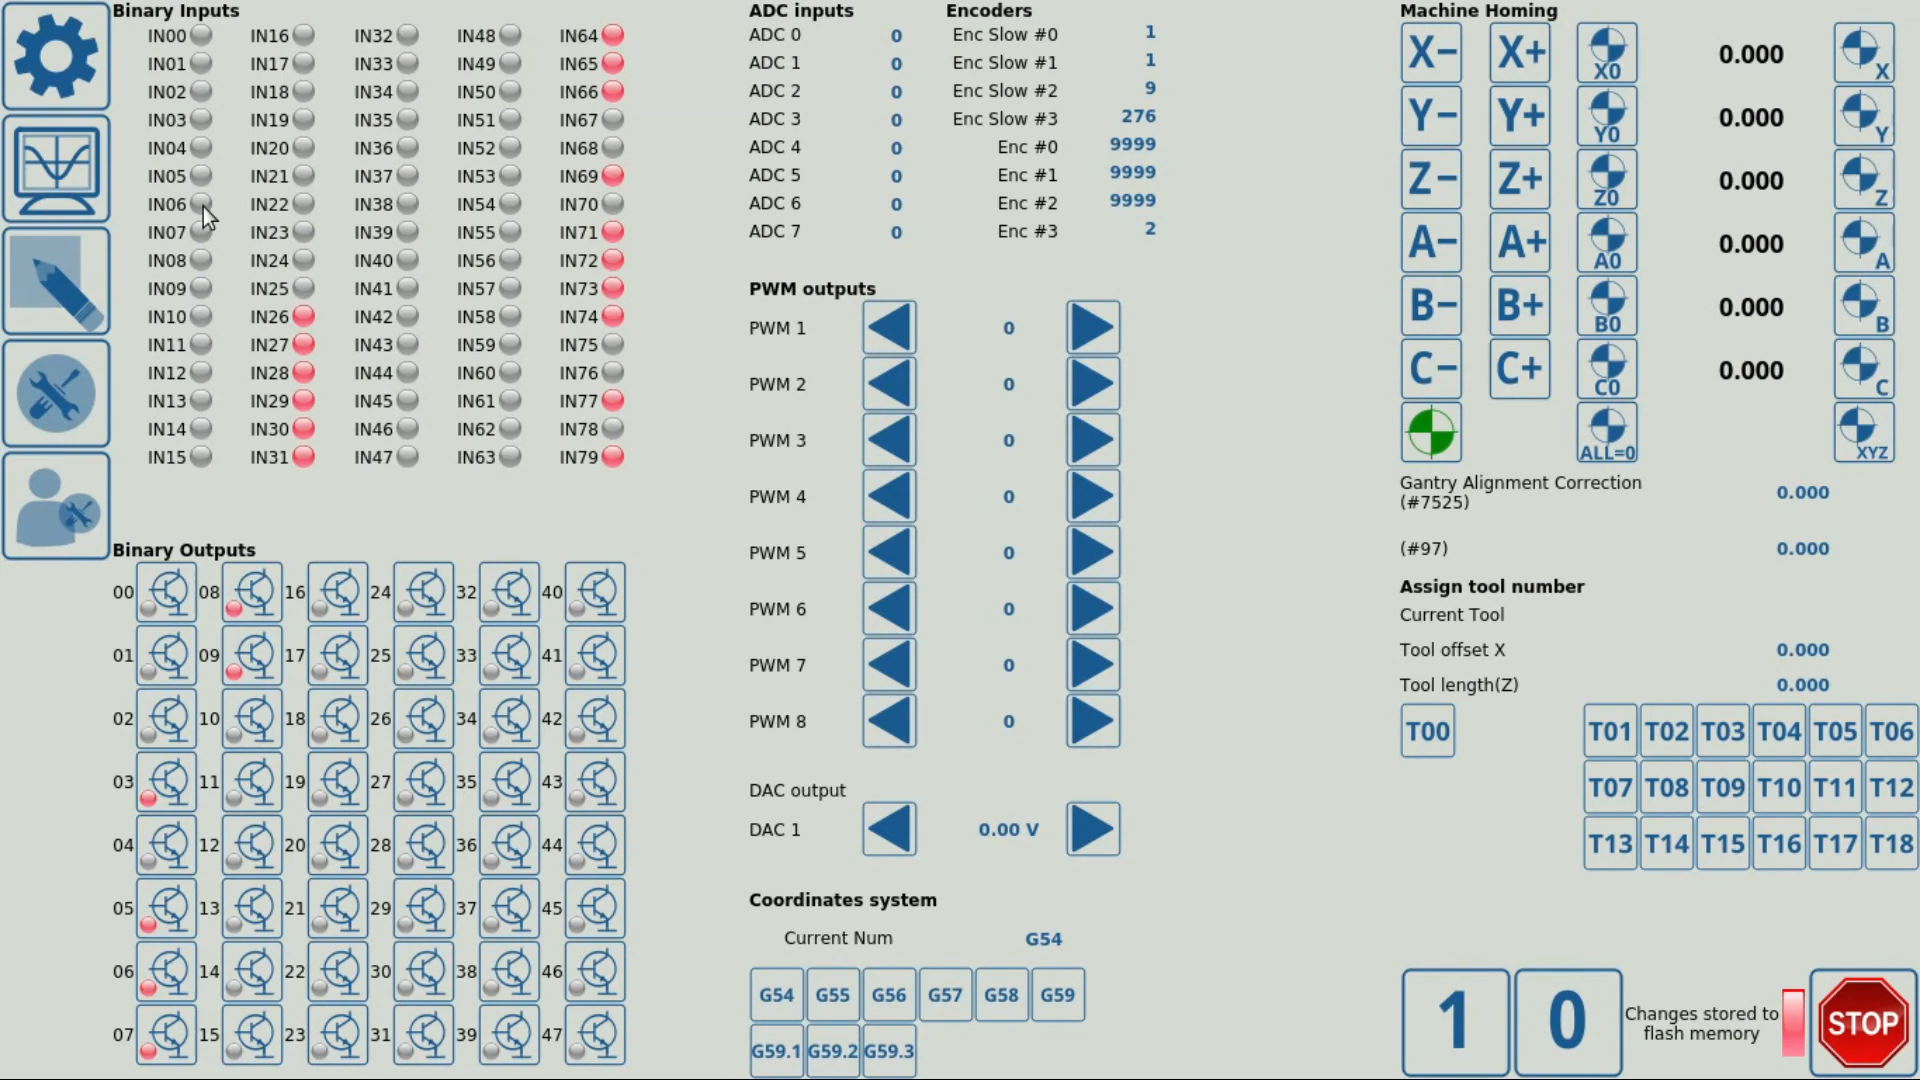 Binary Inputs
IN00 IN16 IN32 IN48 IN64
IN01 IN17 IN33 IN49 IN65
IN02 IN18 IN34 IN50 IN66
IN03 IN19 IN35 IN51 IN67
IN04 IN20 IN36 IN52 IN68
IN05 IN21 IN37 IN53 IN69
IN06 IN22 IN38 IN54 IN70
IN07 IN23 IN39 IN55 IN71
IN08 IN24 IN40 IN56 IN72
IN09 IN25 IN41 IN57 IN73
IN10 IN26 IN42 IN58 IN74
IN11 IN27 IN43 IN59 IN75
IN12 IN28 IN44 IN60 IN76
IN13 IN29 IN45 IN61 IN77
IN14 IN30 IN46 IN62 IN78
IN15 IN31 IN47 IN63 IN79
Binary Outputs
00 08 16 24 32 40
01 09 17 25 33 41
02 10 18 26 34 42
03 11 19 27 35 43
04 12 20 28 36 44
05 13 21 29 37 45
06 14 22 30 38 46
07 15 23 31 39 47
ADC inputs
ADC 0 0
ADC 1 0
ADC 2 0
ADC 3 0
ADC 4 0
ADC 5 0
ADC 6 0
ADC 7 0
Encoders
Enc Slow #0 1
Enc Slow #1 1
Enc Slow #2 9
Enc Slow #3 276
Enc #0 9999
Enc #1 9999
Enc #2 9999
Enc #3 2
PWM outputs
PWM 1 0
PWM 2 0
PWM 3 0
PWM 4 0
PWM 5 0
PWM 6 0
PWM 7 0
PWM 8 0
DAC output
DAC 1 0.00 V
Coordinates system
Current Num G54
G54 G55 G56 G57 G58 G59
G59.1 G59.2 G59.3
Machine Homing
X- X+ X0 0.000 X
Y- Y+ Y0 0.000 Y
Z- Z+ Z0 0.000 Z
A- A+ A0 0.000 A
B- B+ B0 0.000 B
C- C+ C0 0.000 C
ALL=0 XYZ
Gantry Alignment Correction
(#7525) 0.000
(#97) 0.000
Assign tool number
Current Tool
Tool offset X 0.000
Tool length(Z) 0.000
T00 T01 T02 T03 T04 T05 T06
T07 T08 T09 T10 T11 T12
T13 T14 T15 T16 T17 T18
1 0
Changes stored to
flash memory
STOP